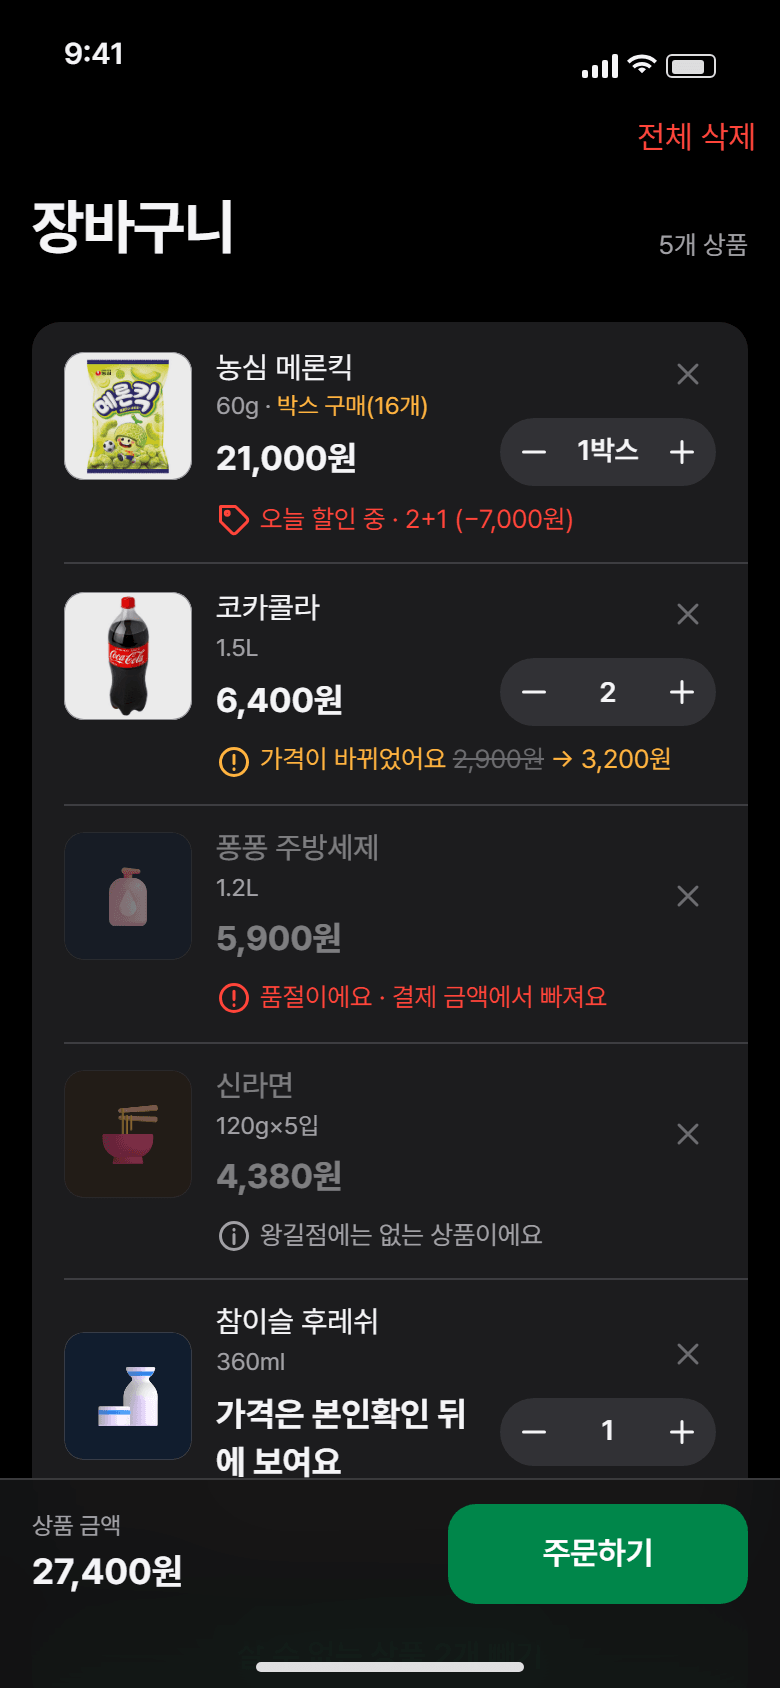 9:41
전체 삭제
장바구니
5개 상품
농심 메론킥
60g · 박스 구매(16개)
21,000원
1박스
오늘 할인 중 · 2+1 (−7,000원)
코카콜라
1.5L
6,400원
2
가격이 바뀌었어요 2,900원 → 3,200원
퐁퐁 주방세제
1.2L
5,900원
품절이에요 · 결제 금액에서 빠져요
신라면
120g×5입
4,380원
왕길점에는 없는 상품이에요
참이슬 후레쉬
360ml
가격은 본인확인 뒤
에 보여요
1
상품 금액
27,400원
주문하기
메론킥
농심
Coca-Cola